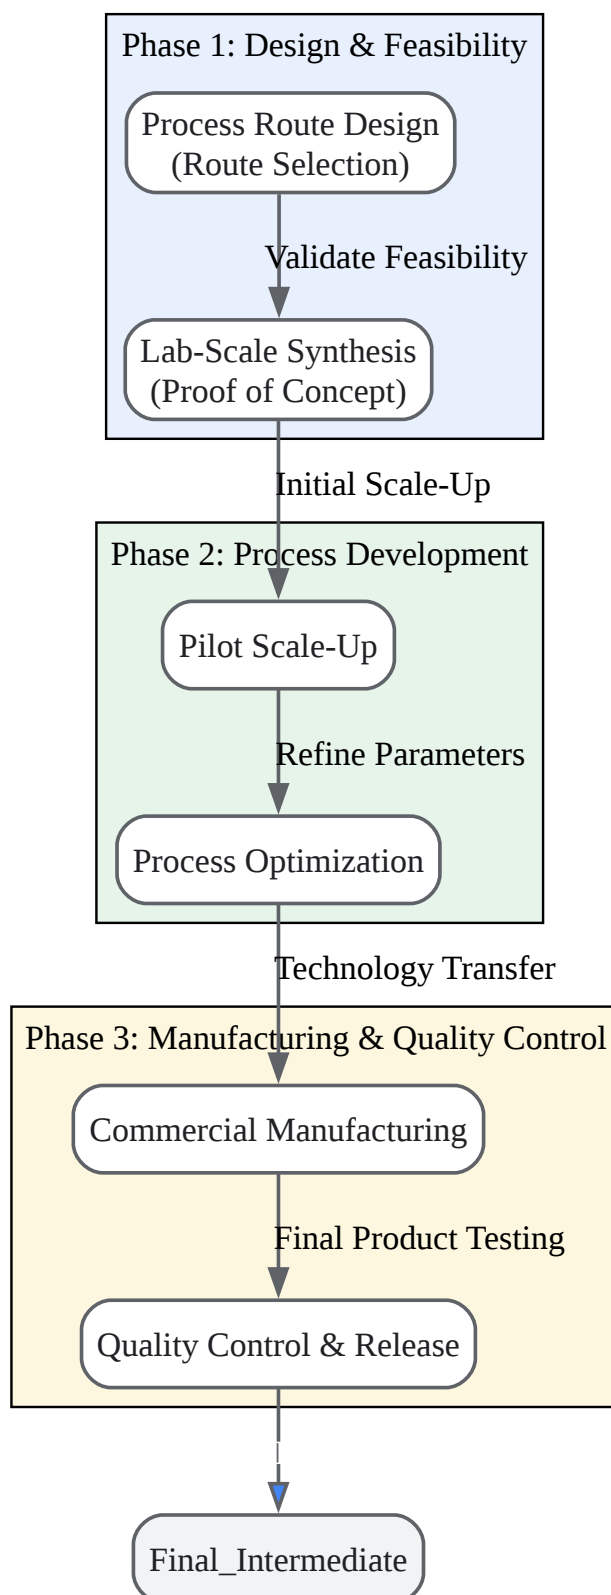 Phase 1: Design & Feasibility
Process Route Design
(Route Selection)
Validate Feasibility
Lab-Scale Synthesis
(Proof of Concept)
Initial Scale-Up
Phase 2: Process Development
Pilot Scale-Up
Refine Parameters
Process Optimization
Technology Transfer
Phase 3: Manufacturing & Quality Control
Commercial Manufacturing
Final Product Testing
Quality Control & Release
Final_Intermediate